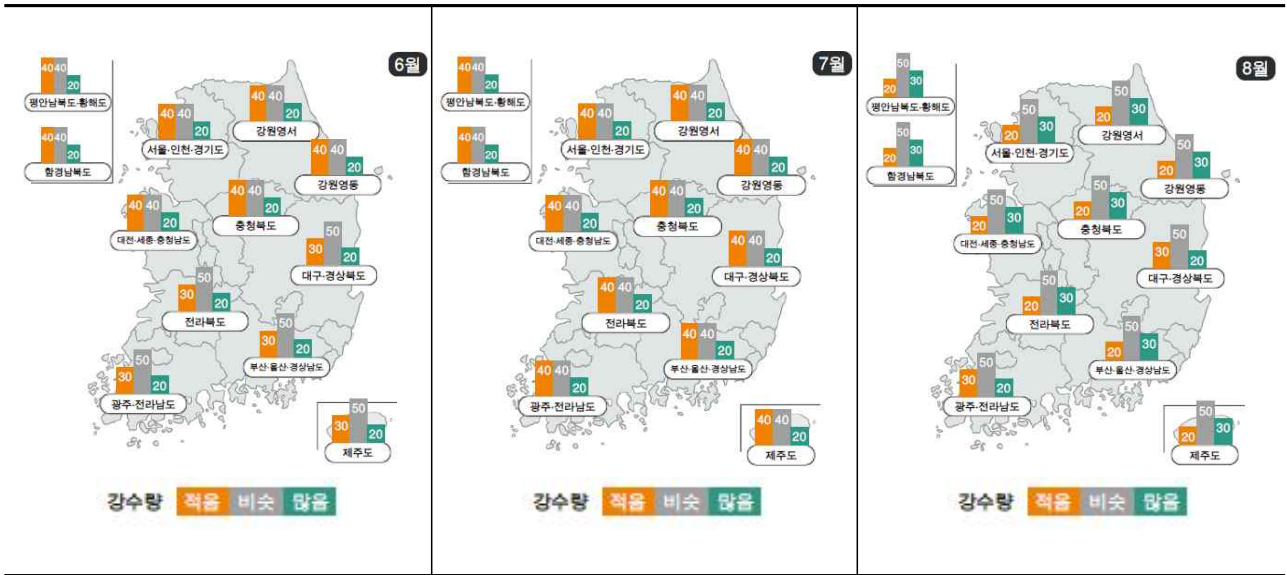 6월
40 40 20
평안남북도·황해도
40 40 20
함경남북도
40 40 20
서울·인천·경기도
40 40 20
강원영서
40 40 20
강원영동
40 40 20
대전·세종·충청남도
40 40 20
충청북도
30 50 20
대구·경상북도
30 50 20
전라북도
30 50 20
부산·울산·경상남도
30 50 20
광주·전라남도
30 50 20
제주도
강수량 적음 비슷 많음
7월
40 40 20
평안남북도·황해도
40 40 20
함경남북도
40 40 20
서울·인천·경기도
40 40 20
강원영서
40 40 20
강원영동
40 40 20
대전·세종·충청남도
40 40 20
충청북도
40 40 20
대구·경상북도
40 40 20
전라북도
40 40 20
부산·울산·경상남도
40 40 20
광주·전라남도
40 40 20
제주도
강수량 적음 비슷 많음
8월
20 50 30
평안남북도·황해도
20 50 30
함경남북도
20 50 30
서울·인천·경기도
20 50 30
강원영서
20 50 30
강원영동
20 50 30
대전·세종·충청남도
20 50 30
충청북도
30 50 20
대구·경상북도
20 50 30
전라북도
20 50 30
부산·울산·경상남도
30 50 20
광주·전라남도
20 50 30
제주도
강수량 적음 비슷 많음